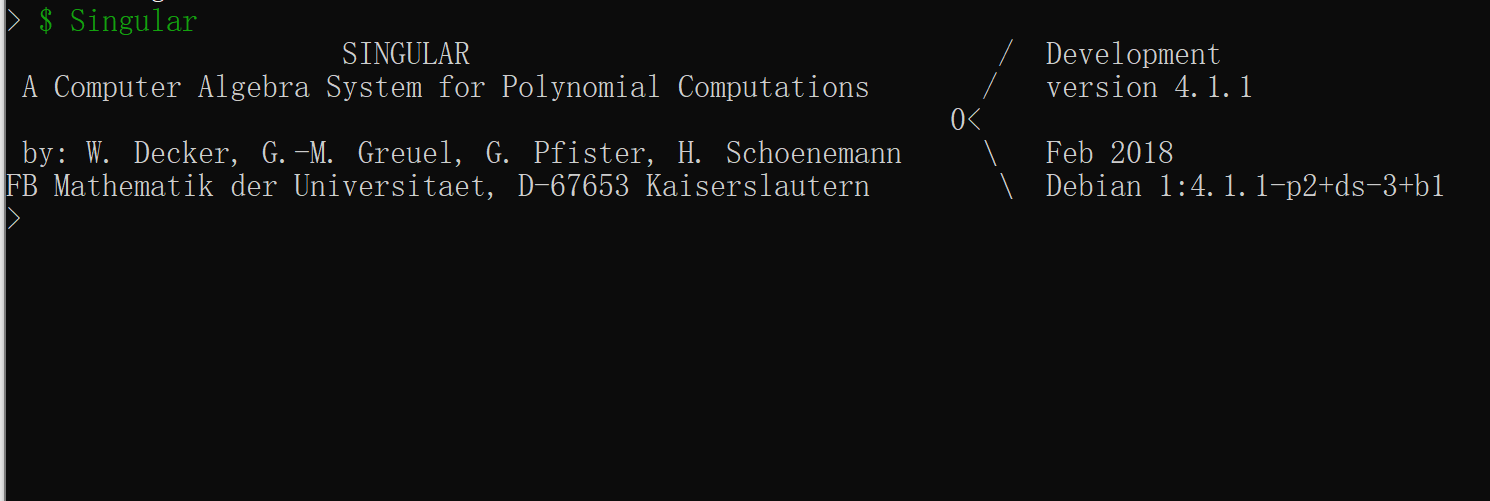 > $ Singular
SINGULAR / Development
A Computer Algebra System for Polynomial Computations / version 4.1.1
0<
by: W. Decker, G.-M. Greuel, G. Pfister, H. Schoenemann \ Feb 2018
FB Mathematik der Universitaet, D-67653 Kaiserslautern \ Debian 1:4.1.1-p2+ds-3+b1
>